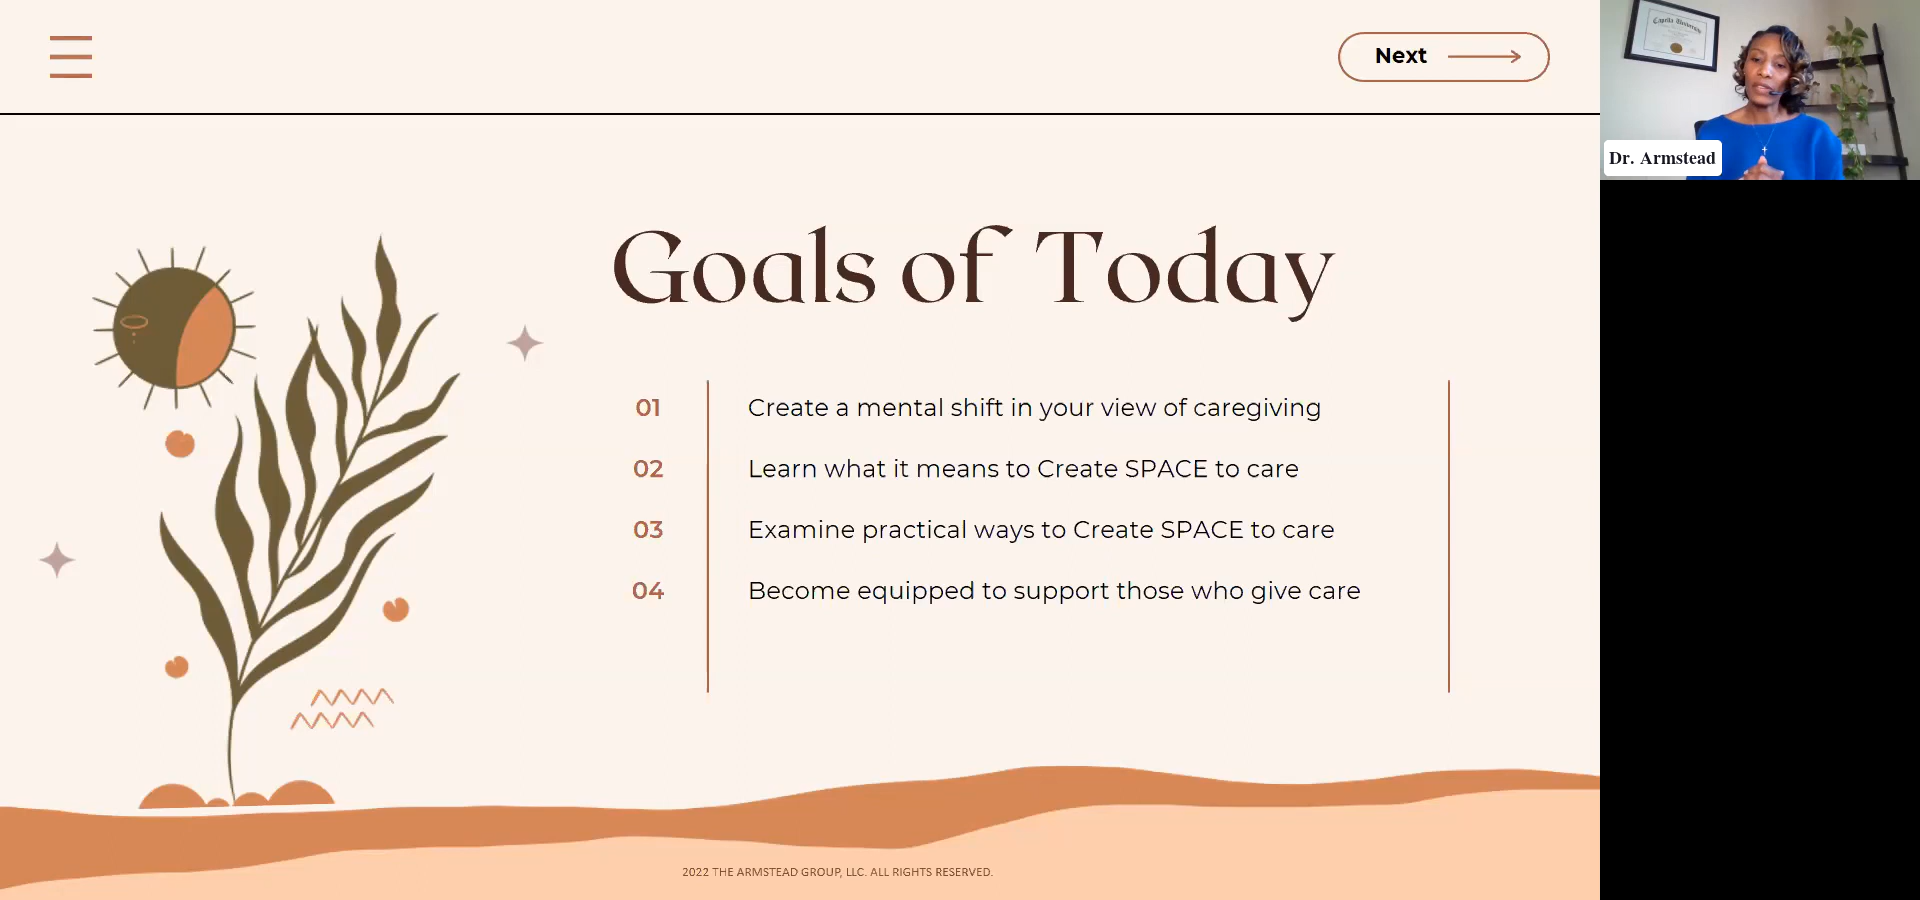 Next
Capella University
Dr. Armstead
Goals of Today
01 Create a mental shift in your view of caregiving
02 Learn what it means to Create SPACE to care
03 Examine practical ways to Create SPACE to care
04 Become equipped to support those who give care
2022 THE ARMSTEAD GROUP, LLC. ALL RIGHTS RESERVED.